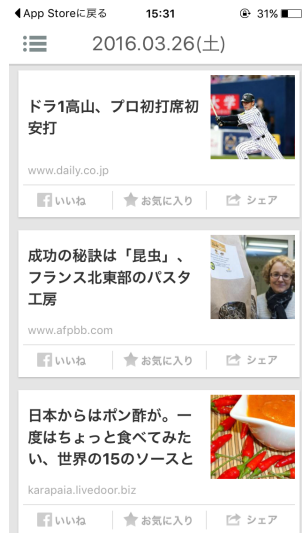 App Storeに戻る 15:31 31%
2016.03.26(土)
ドラ1高山、プロ初打席初
安打
www.daily.co.jp
いいね お気に入り シェア
成功の秘訣は「昆虫」、
フランス北東部のパスタ
工房
www.afpbb.com
いいね お気に入り シェア
日本からはポン酢が。一
度はちょっと食べてみた
い、世界の15のソースと
karapaia.livedoor.biz
いいね お気に入り シェア